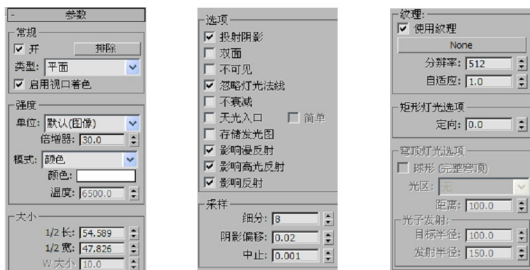 参数
常规
开 排除
类型: 平面
启用视口着色
强度
单位: 默认(图像)
倍增器: 30.0
模式: 颜色
颜色:
温度: 6500.0
大小
1/2 长: 54.589
1/2 宽: 47.826
W 大小 10.0
选项
投射阴影
双面
不可见
忽略灯光法线
不衰减
天光入口 简单
存储发光图
影响漫反射
影响高光反射
影响反射
采样
细分: 8
阴影偏移: 0.02
中止: 0.001
纹理:
使用纹理
None
分辨率: 512
自适应: 1.0
矩形灯光选项
定向: 0.0
穹顶灯光选项
球形 (完整穹顶)
光区: 无
距离: 100.0
光子发射:
目标半径: 100.0
发射半径: 150.0